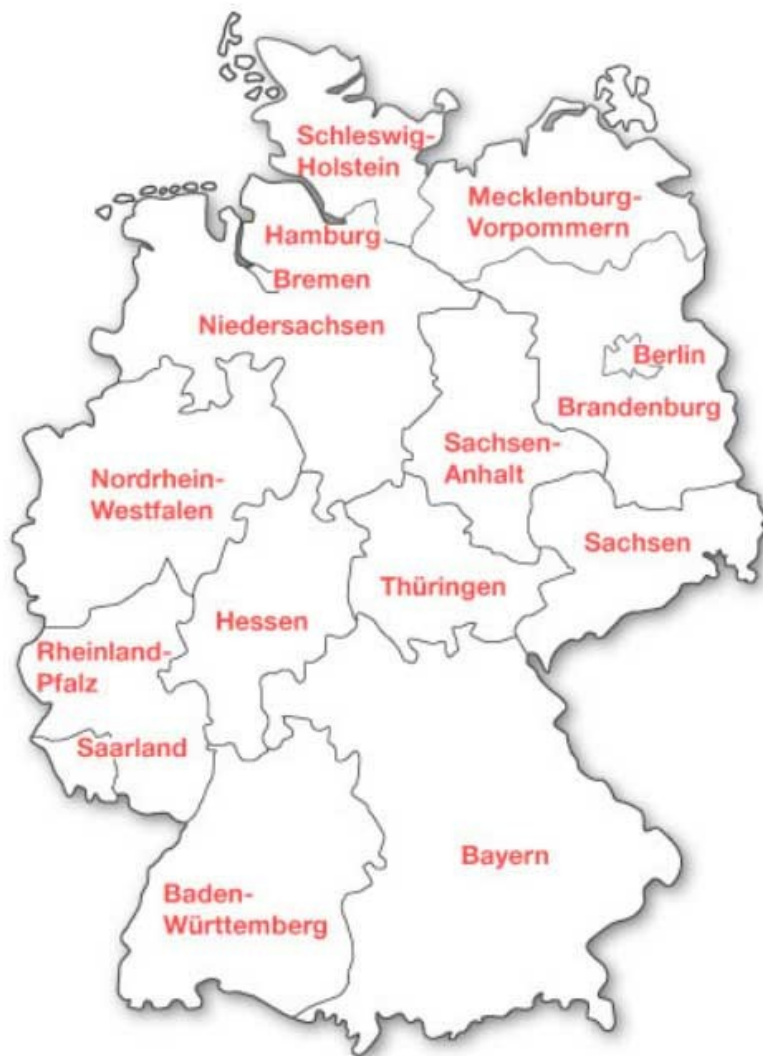 Schleswig-
Holstein
Mecklenburg-
Vorpommern
Hamburg
Bremen
Niedersachsen
Berlin
Brandenburg
Sachsen-
Anhalt
Nordrhein-
Westfalen
Sachsen
Thüringen
Hessen
Rheinland-
Pfalz
Saarland
Bayern
Baden-
Württemberg